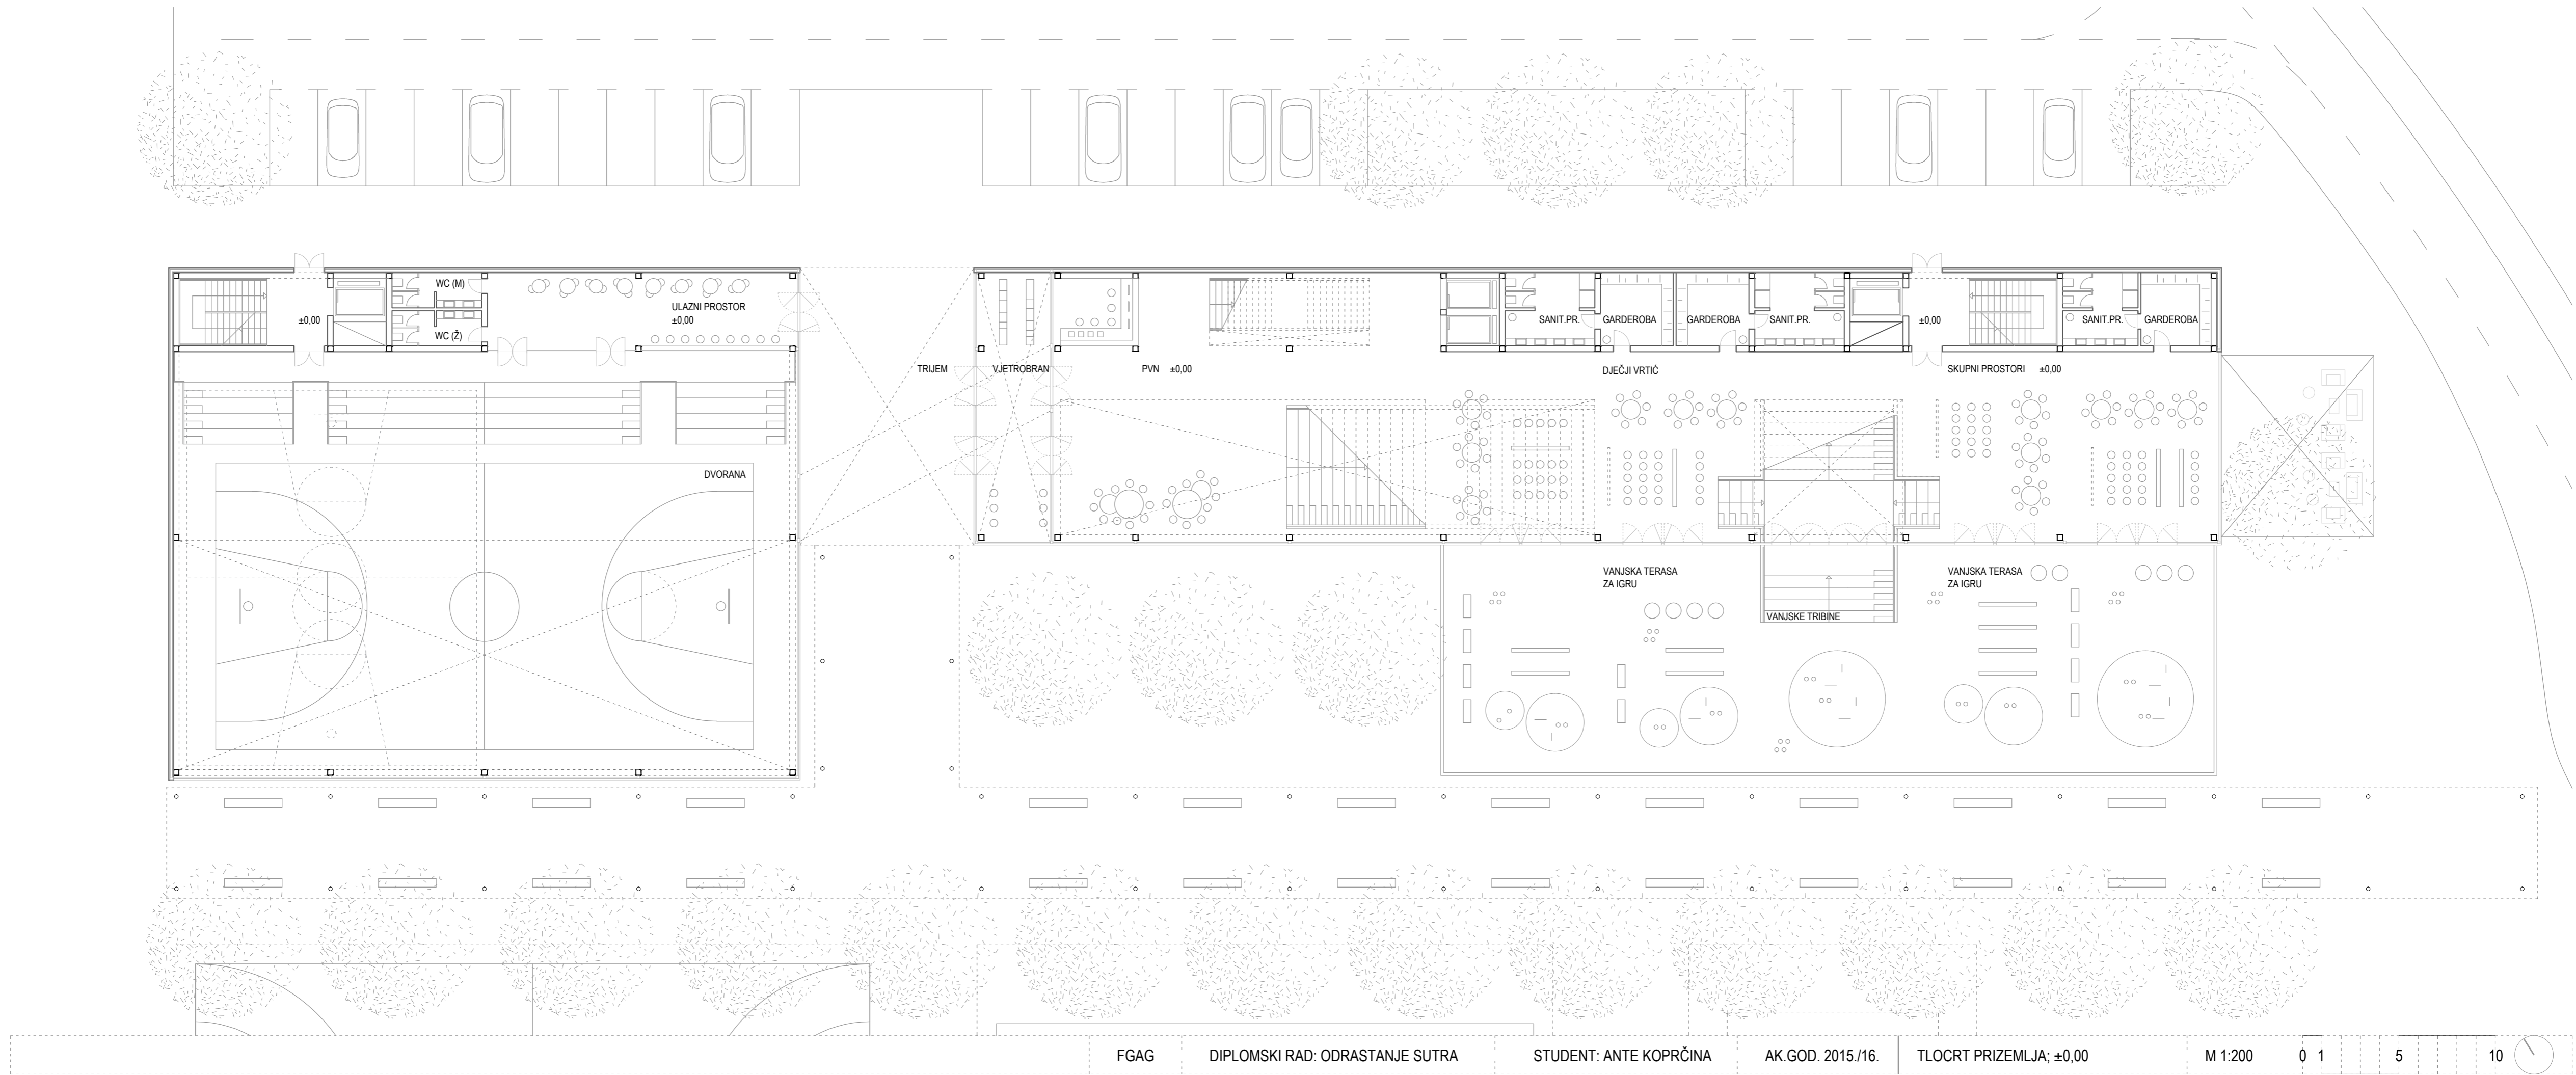 WC (M)
ULAZNI PROSTOR
±0,00
±0,00
WC (Ž)
SANIT.PR.
GARDEROBA
GARDEROBA
SANIT.PR.
±0,00
SANIT.PR.
GARDEROBA
TRIJEM
VJETROBRAN
PVN ±0,00
DJEČJI VRTIĆ
SKUPNI PROSTORI ±0,00
DVORANA
VANJSKA TERASA
ZA IGRU
VANJSKA TERASA
ZA IGRU
VANJSKE TRIBINE
FGAG DIPLOMSKI RAD: ODRASTANJE SUTRA STUDENT: ANTE KOPRČINA AK.GOD. 2015./16. TLOCRT PRIZEMLJA; ±0,00 M 1:200 0 1 5 10